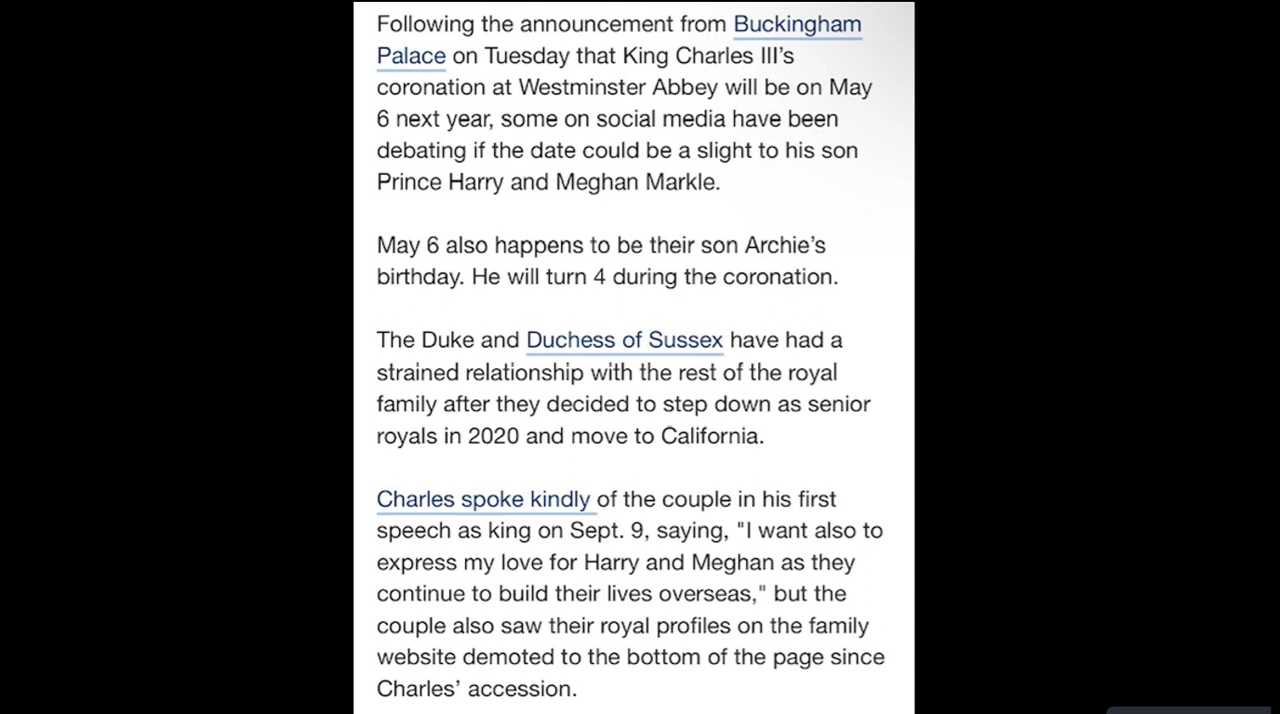 Following the announcement from Buckingham
Palace on Tuesday that King Charles III’s
coronation at Westminster Abbey will be on May
6 next year, some on social media have been
debating if the date could be a slight to his son
Prince Harry and Meghan Markle.
May 6 also happens to be their son Archie’s
birthday. He will turn 4 during the coronation.
The Duke and Duchess of Sussex have had a
strained relationship with the rest of the royal
family after they decided to step down as senior
royals in 2020 and move to California.
Charles spoke kindly of the couple in his first
speech as king on Sept. 9, saying, "I want also to
express my love for Harry and Meghan as they
continue to build their lives overseas," but the
couple also saw their royal profiles on the family
website demoted to the bottom of the page since
Charles’ accession.